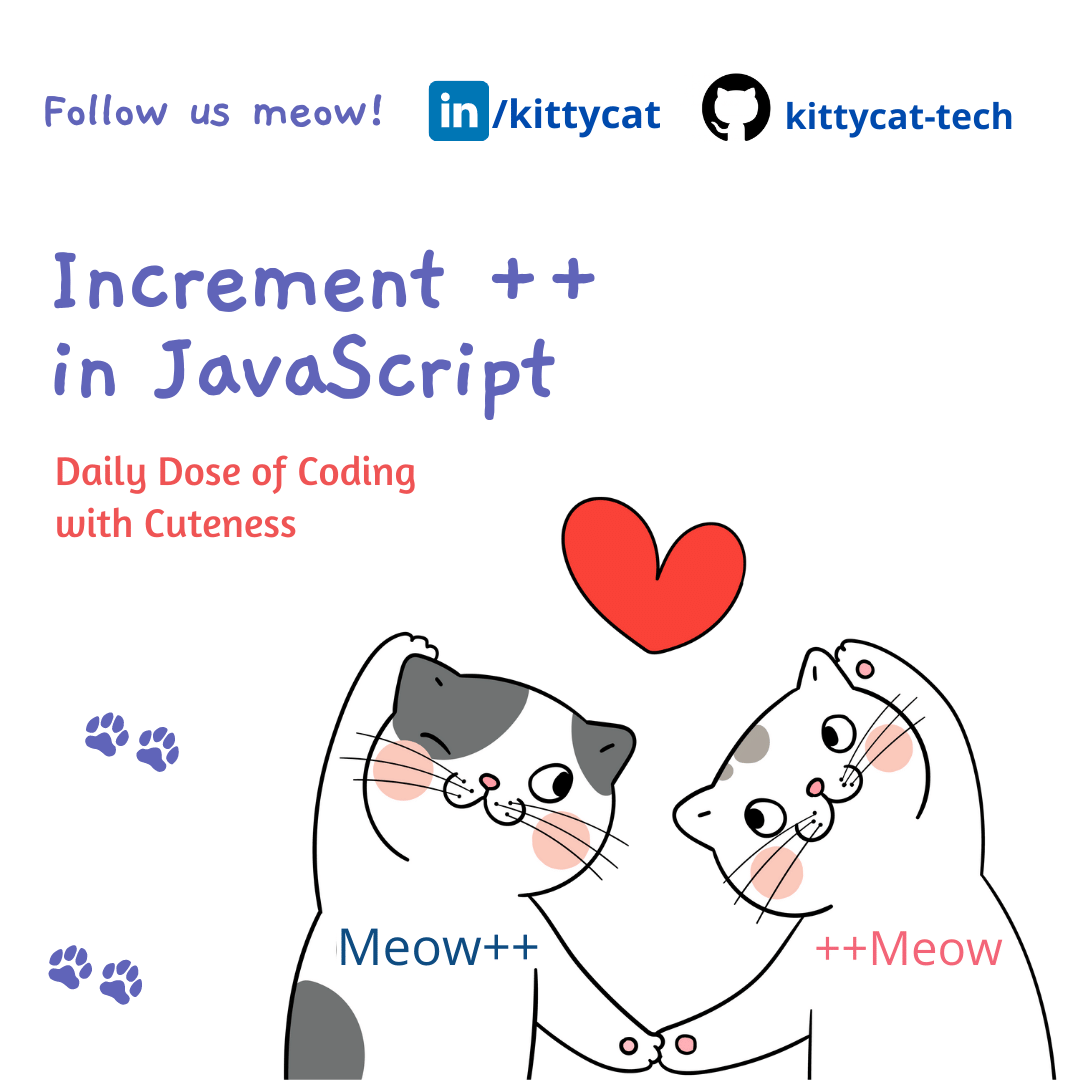 Follow us meow! in/kittycat kittycat-tech
Increment ++
in JavaScript
Daily Dose of Coding
with Cuteness
Meow++ ++Meow